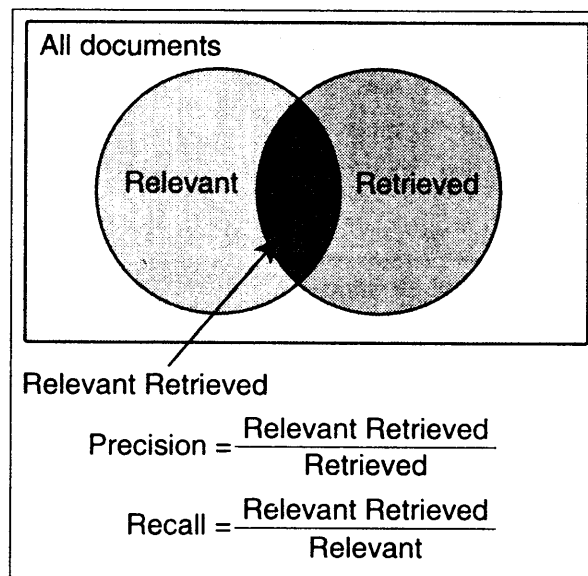 All documents
Relevant
Retrieved
Relevant Retrieved
Precision = Relevant Retrieved / Retrieved
Recall = Relevant Retrieved / Relevant